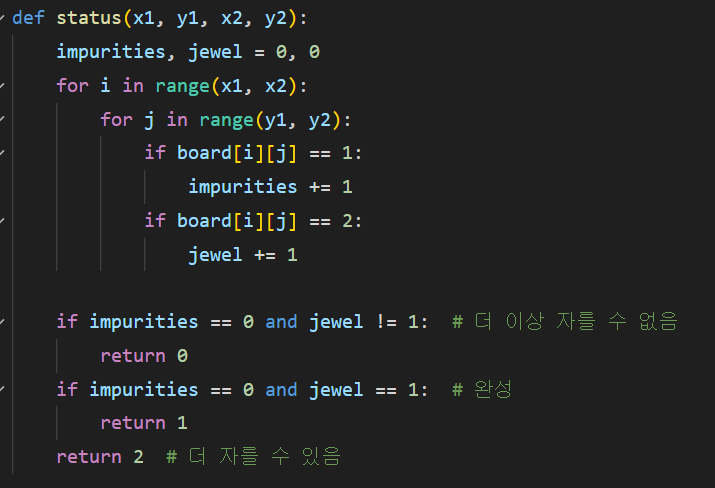 def status(x1, y1, x2, y2):
    impurities, jewel = 0, 0
    for i in range(x1, x2):
        for j in range(y1, y2):
            if board[i][j] == 1:
                impurities += 1
            if board[i][j] == 2:
                jewel += 1
    if impurities == 0 and jewel != 1:  # 더 이상 자를 수 없음
        return 0
    if impurities == 0 and jewel == 1:  # 완성
        return 1
    return 2  # 더 자를 수 있음